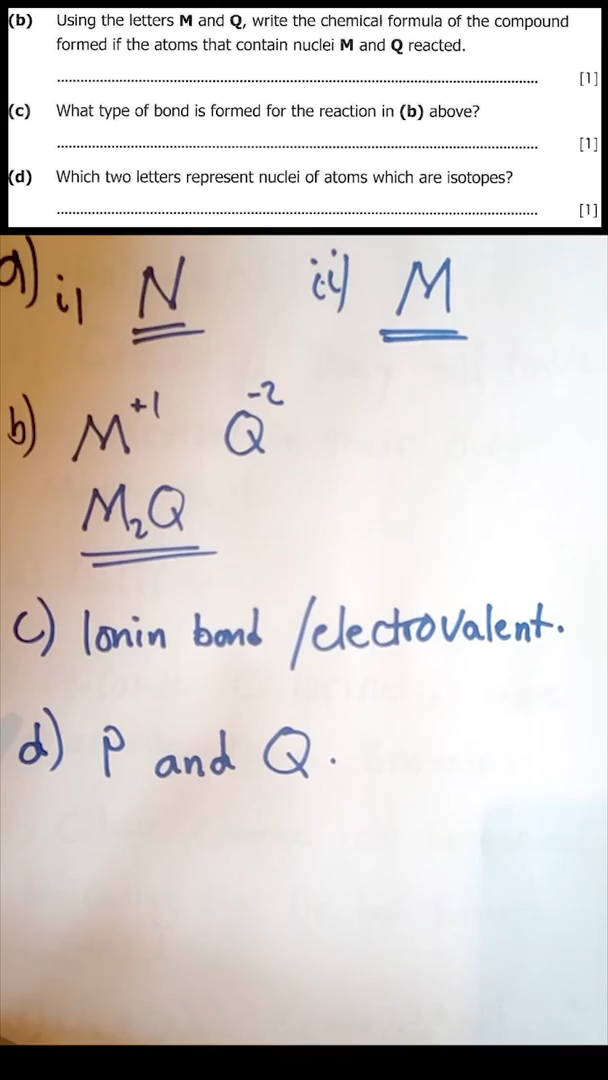 (b) Using the letters M and Q, write the chemical formula of the compound
formed if the atoms that contain nuclei M and Q reacted.
........................................................................ [1]
(c) What type of bond is formed for the reaction in (b) above?
........................................................................ [1]
(d) Which two letters represent nuclei of atoms which are isotopes?
........................................................................ [1]
a) i) N ii) M
b) M⁺¹ Q⁻²
M₂Q
c) Ionin bond /electrovalent.
d) P and Q.